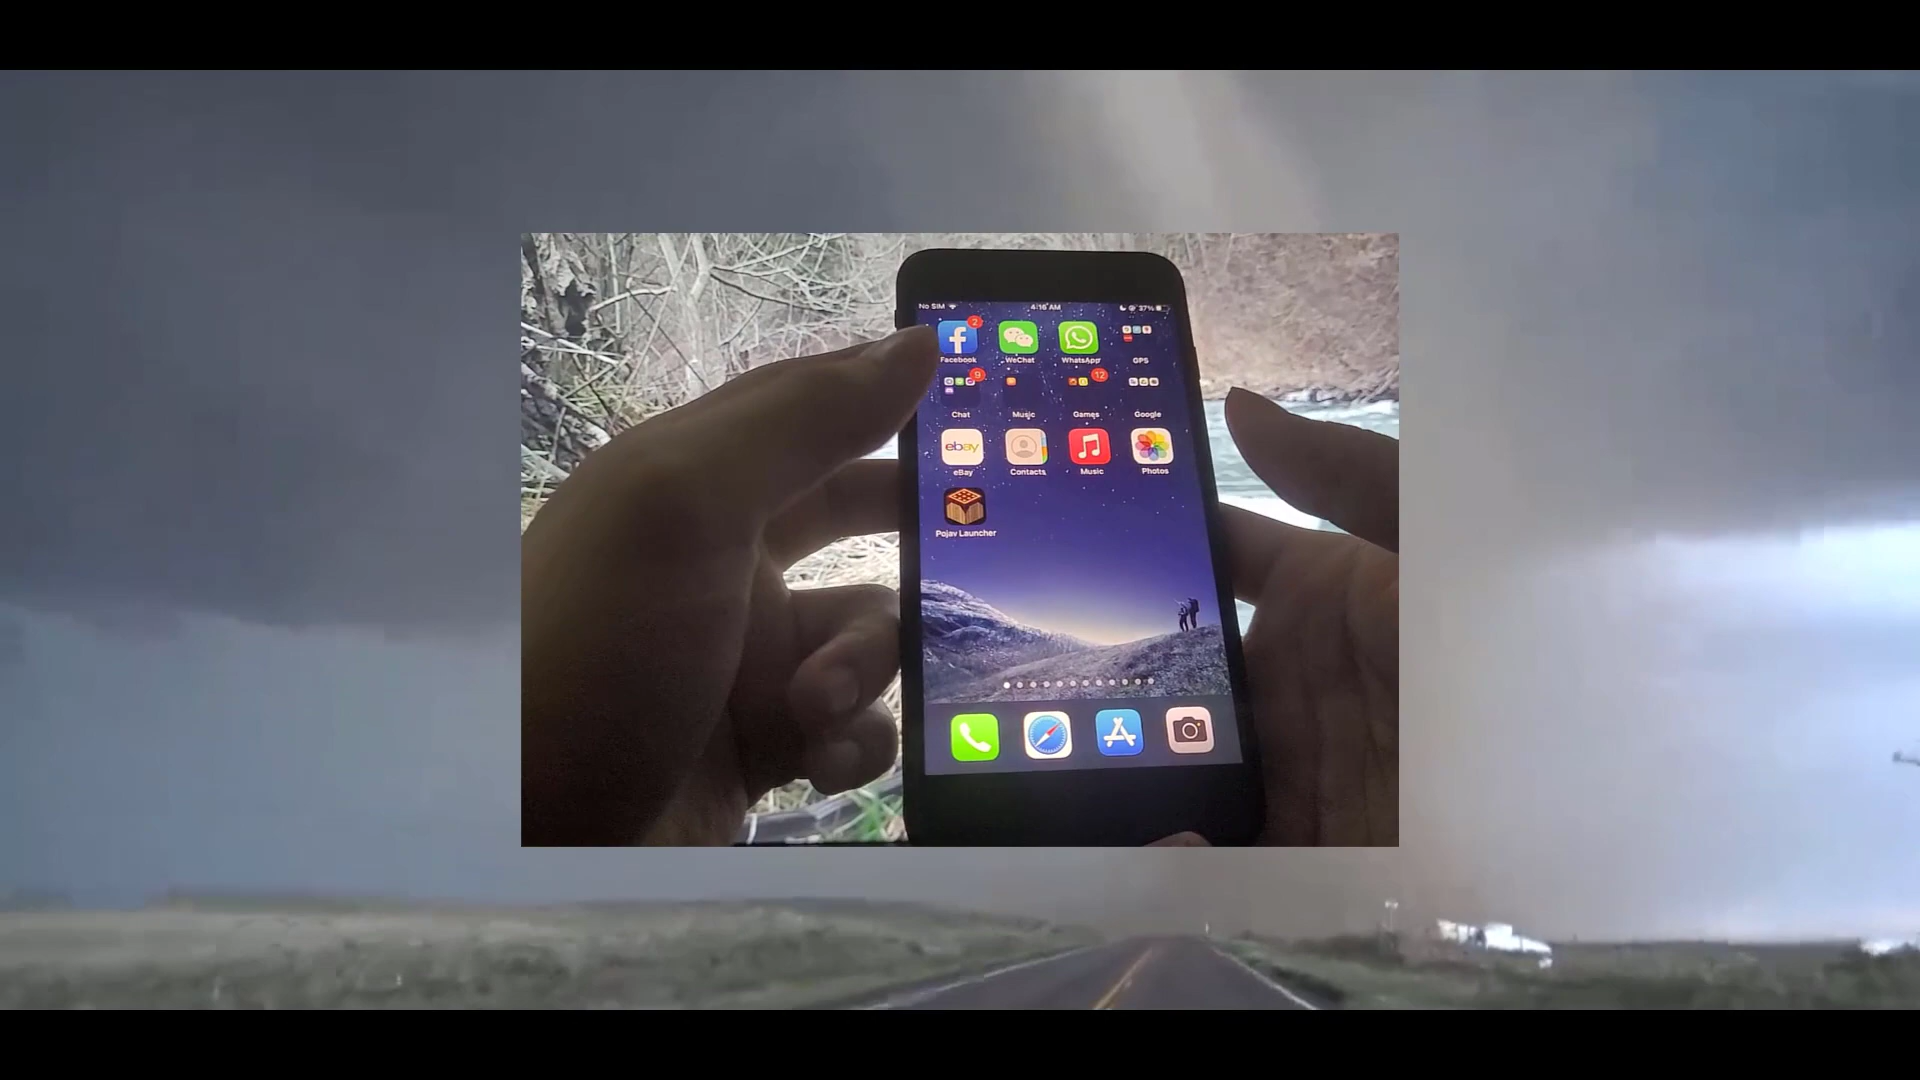 No SIM 4:16 AM 37%
2
Facebook WeChat WhatsApp GPS
9 12
Chat Music Games Google
ebay
eBay Contacts Music Photos
Pojav Launcher